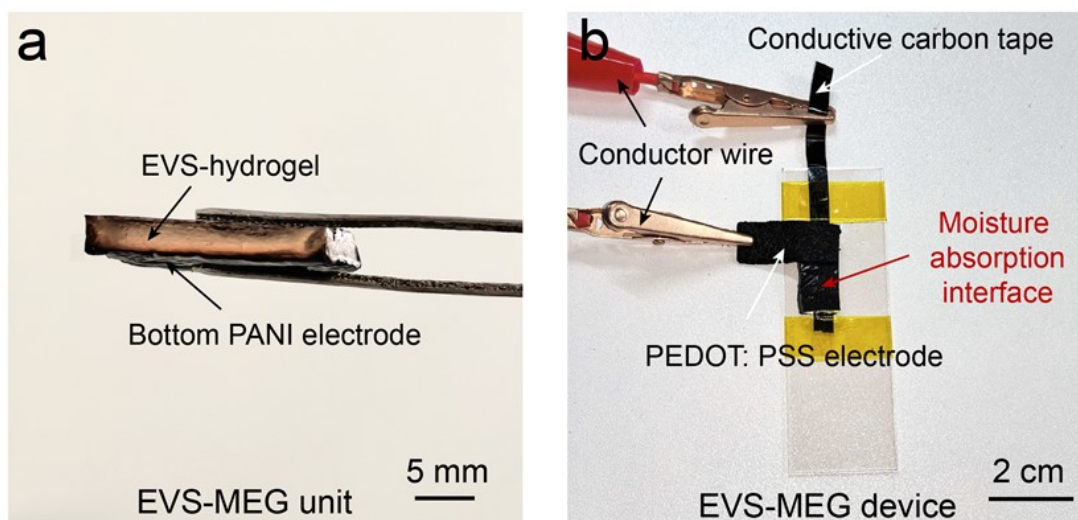 a
EVS-hydrogel
Bottom PANI electrode
5 mm
EVS-MEG unit
b
Conductive carbon tape
Conductor wire
Moisture
absorption
interface
PEDOT: PSS electrode
2 cm
EVS-MEG device